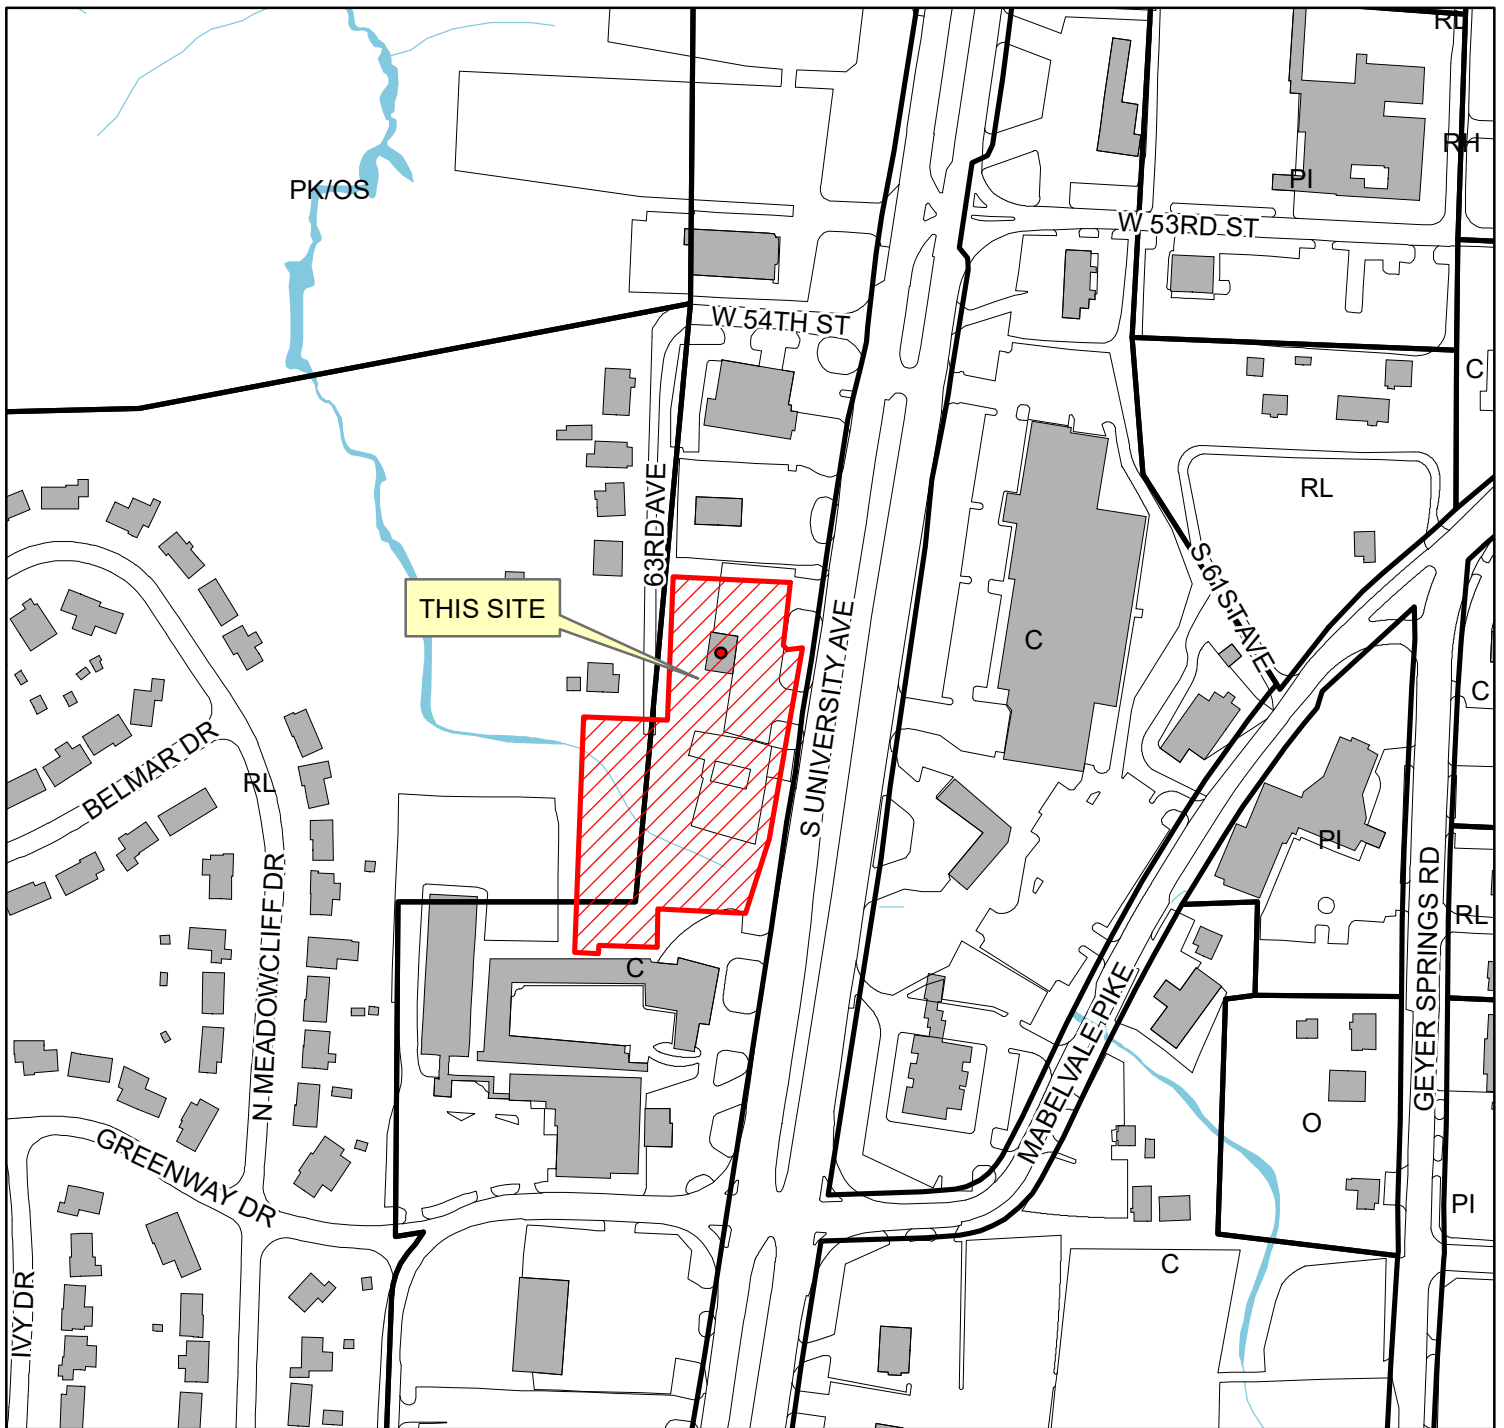 RL
RH
PI
PK/OS
W 53RD ST
W 54TH ST
C
RL
63RD AVE
S 61ST AVE
THIS SITE
S UNIVERSITY AVE
C
C
BELMAR DR
RL
PI
N MEADOWCLIFF DR
GEYER SPRINGS RD
RL
C
MABELVALE PIKE
O
GREENWAY DR
PI
C
IVY DR